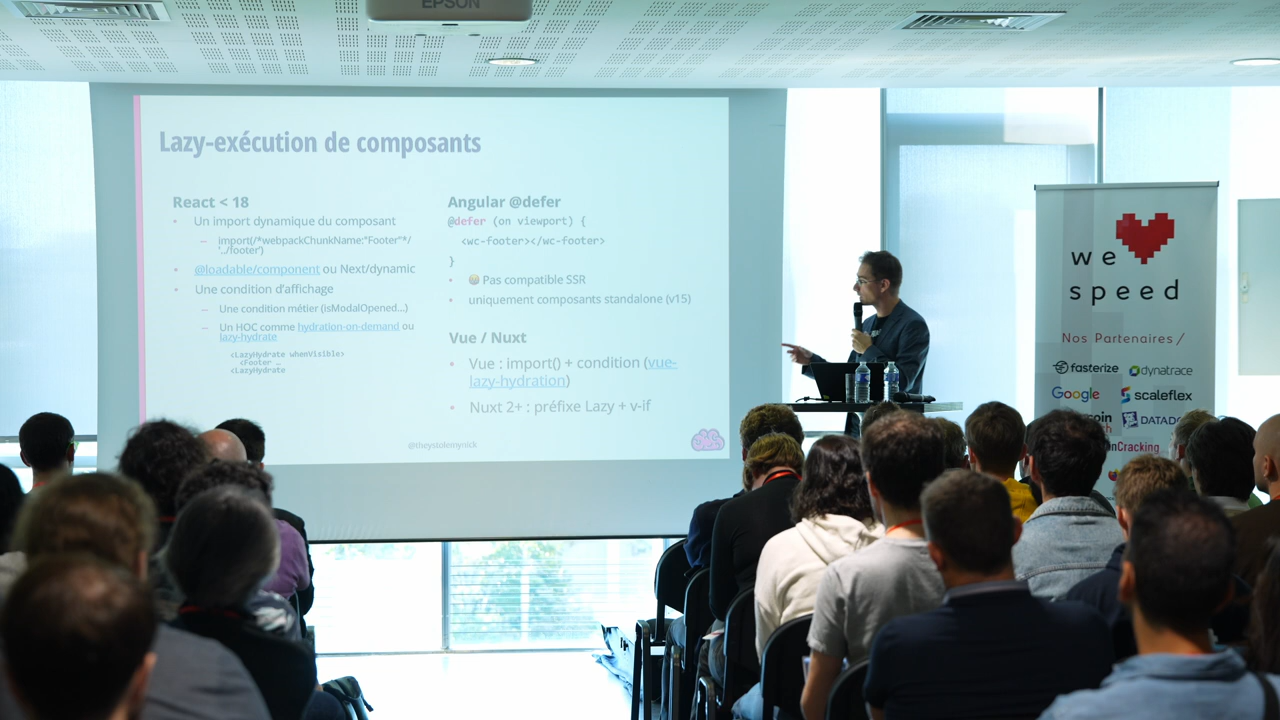 EPSON
Lazy-exécution de composants
React < 18
• Un import dynamique du composant
– import(/*webpackChunkName:"Footer"*/
'../footer')
• @loadable/component ou Next/dynamic
• Une condition d'affichage
– Une condition métier (isModalOpened...)
– Un HOC comme hydration-on-demand ou
lazy-hydrate
<LazyHydrate whenVisible>
<Footer …
<LazyHydrate
Angular @defer
@defer (on viewport) {
<wc-footer></wc-footer>
}
• Pas compatible SSR
• uniquement composants standalone (v15)
Vue / Nuxt
• Vue : import() + condition (vue-
lazy-hydration)
• Nuxt 2+ : préfixe Lazy + v-if
@theystolemynick
we
speed
Nos Partenaires /
fasterize dynatrace
Google scaleflex
DATAD
Cracking